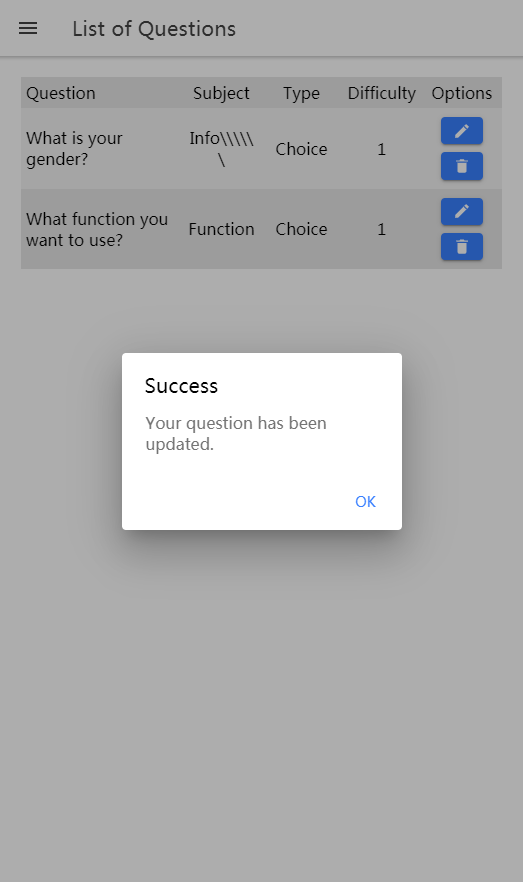 List of Questions
Question Subject Type Difficulty Options
What is your gender? Info\\\\\\ Choice 1
What function you want to use? Function Choice 1
Success
Your question has been
updated.
OK